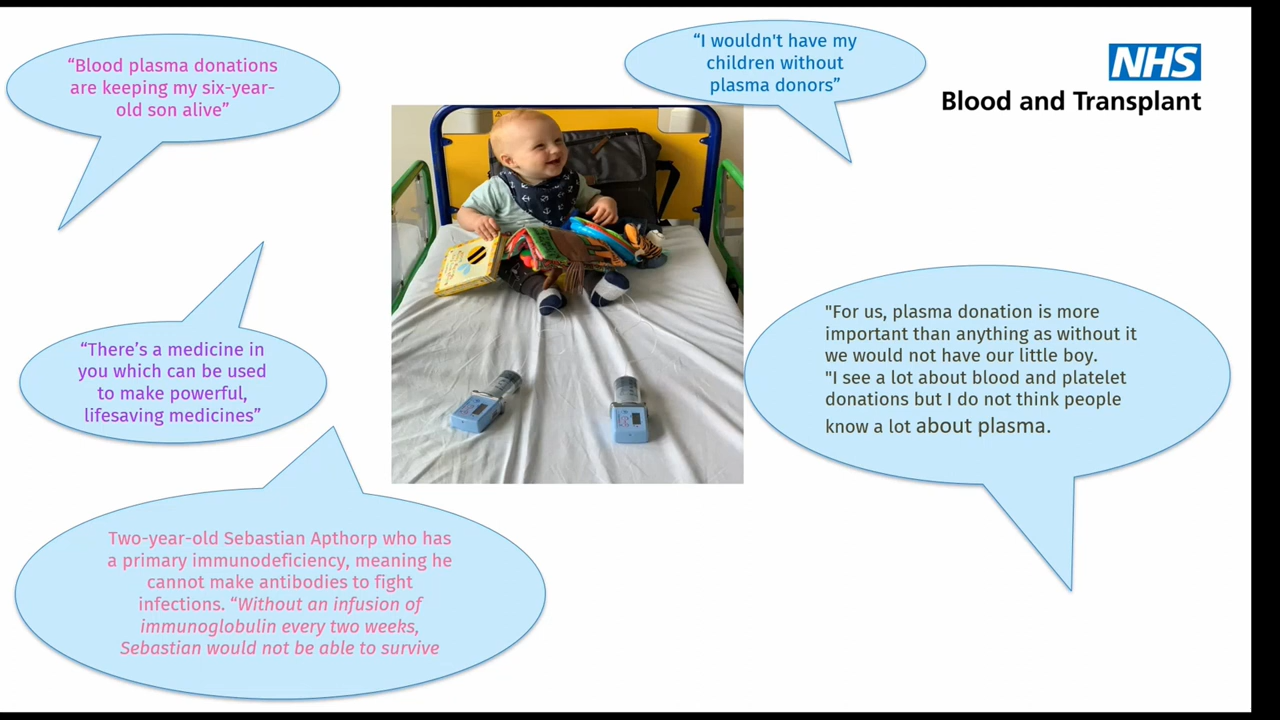 “Blood plasma donations
are keeping my six-year-
old son alive”
“I wouldn't have my
children without
plasma donors”
NHS
Blood and Transplant
“There’s a medicine in
you which can be used
to make powerful,
lifesaving medicines”
"For us, plasma donation is more
important than anything as without it
we would not have our little boy.
"I see a lot about blood and platelet
donations but I do not think people
know a lot about plasma.
Two-year-old Sebastian Apthorp who has
a primary immunodeficiency, meaning he
cannot make antibodies to fight
infections. “Without an infusion of
immunoglobulin every two weeks,
Sebastian would not be able to survive